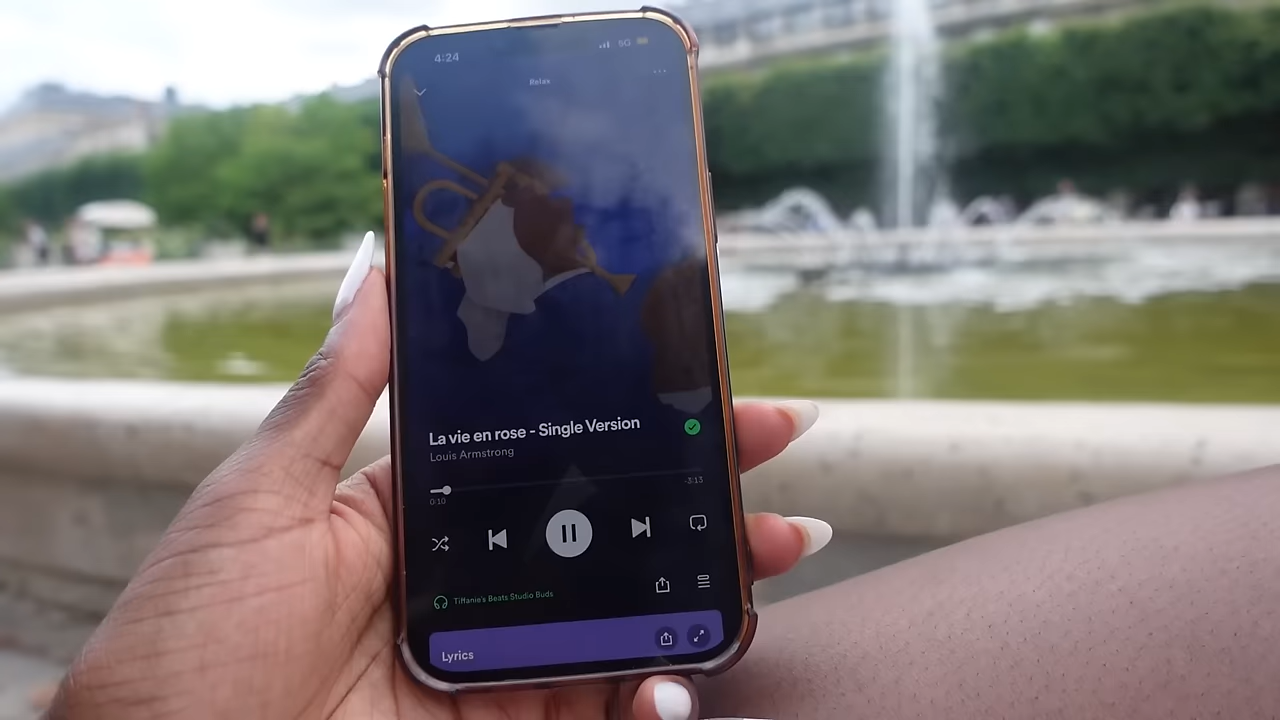 4:24
5G
Relax
La vie en rose - Single Version
Louis Armstrong
0:10
-3:13
Tiffanie's Beats Studio Buds
Lyrics